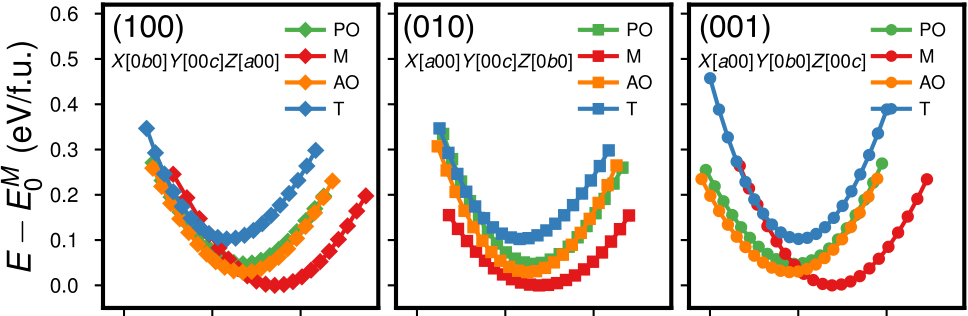 E − E₀ᴹ (eV/f.u.)
0.6
0.5
0.4
0.3
0.2
0.1
0.0
(100)
X[0b0]Y[00c]Z[a00]
PO
M
AO
T
(010)
X[a00]Y[00c]Z[0b0]
PO
M
AO
T
(001)
X[a00]Y[0b0]Z[00c]
PO
M
AO
T